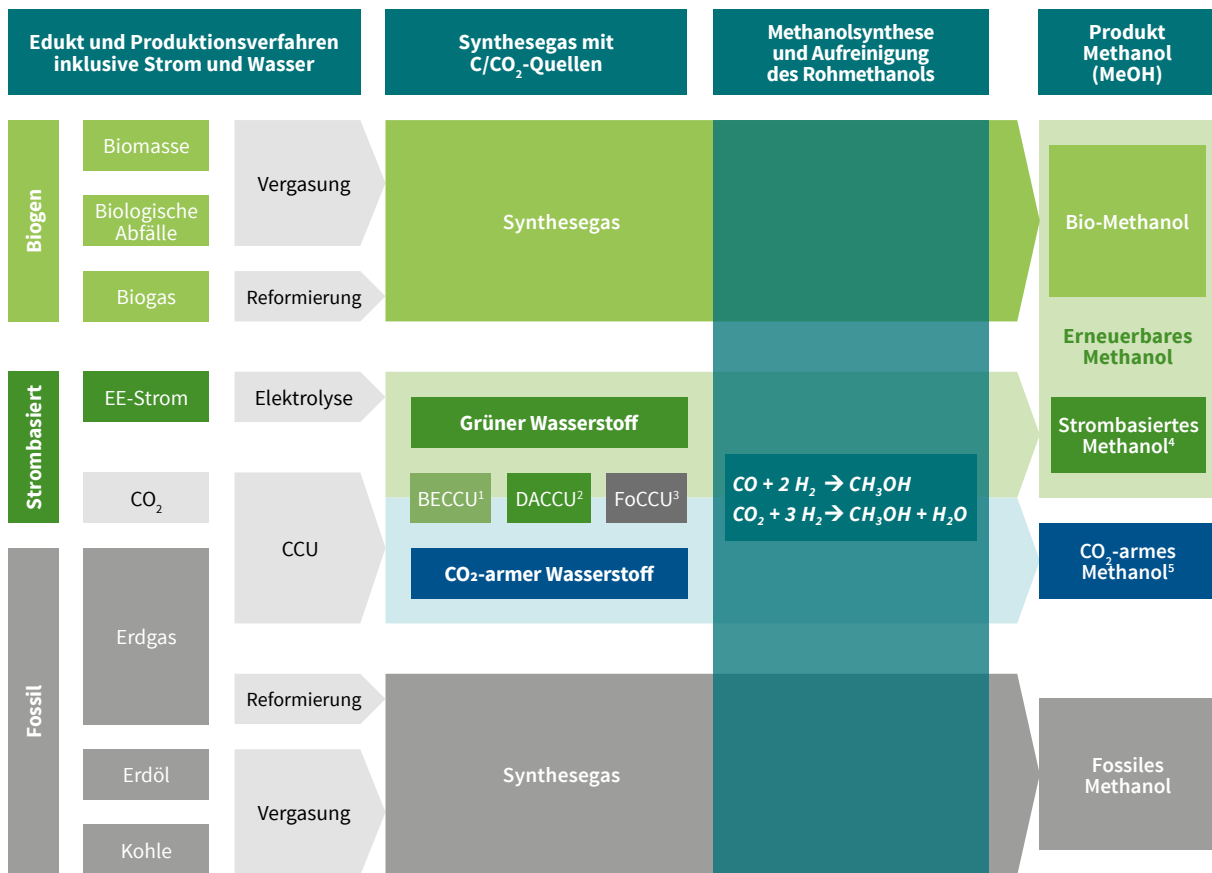 Edukt und Produktionsverfahren
inklusive Strom und Wasser
Synthesegas mit
C/CO₂-Quellen
Methanolsynthese
und Aufreinigung
des Rohmethanols
Produkt
Methanol
(MeOH)
Biogen
Biomasse
Biologische
Abfälle
Biogas
Vergasung
Reformierung
Synthesegas
Bio-Methanol
Erneuerbares
Methanol
Strombasiert
EE-Strom
CO₂
Elektrolyse
CCU
Grüner Wasserstoff
BECCU¹
DACCU²
FoCCU³
CO₂-armer Wasserstoff
CO + 2 H₂ → CH₃OH
CO₂ + 3 H₂ → CH₃OH + H₂O
Strombasiertes
Methanol⁴
CO₂-armes
Methanol⁵
Fossil
Erdgas
Erdöl
Kohle
Reformierung
Vergasung
Synthesegas
Fossiles
Methanol